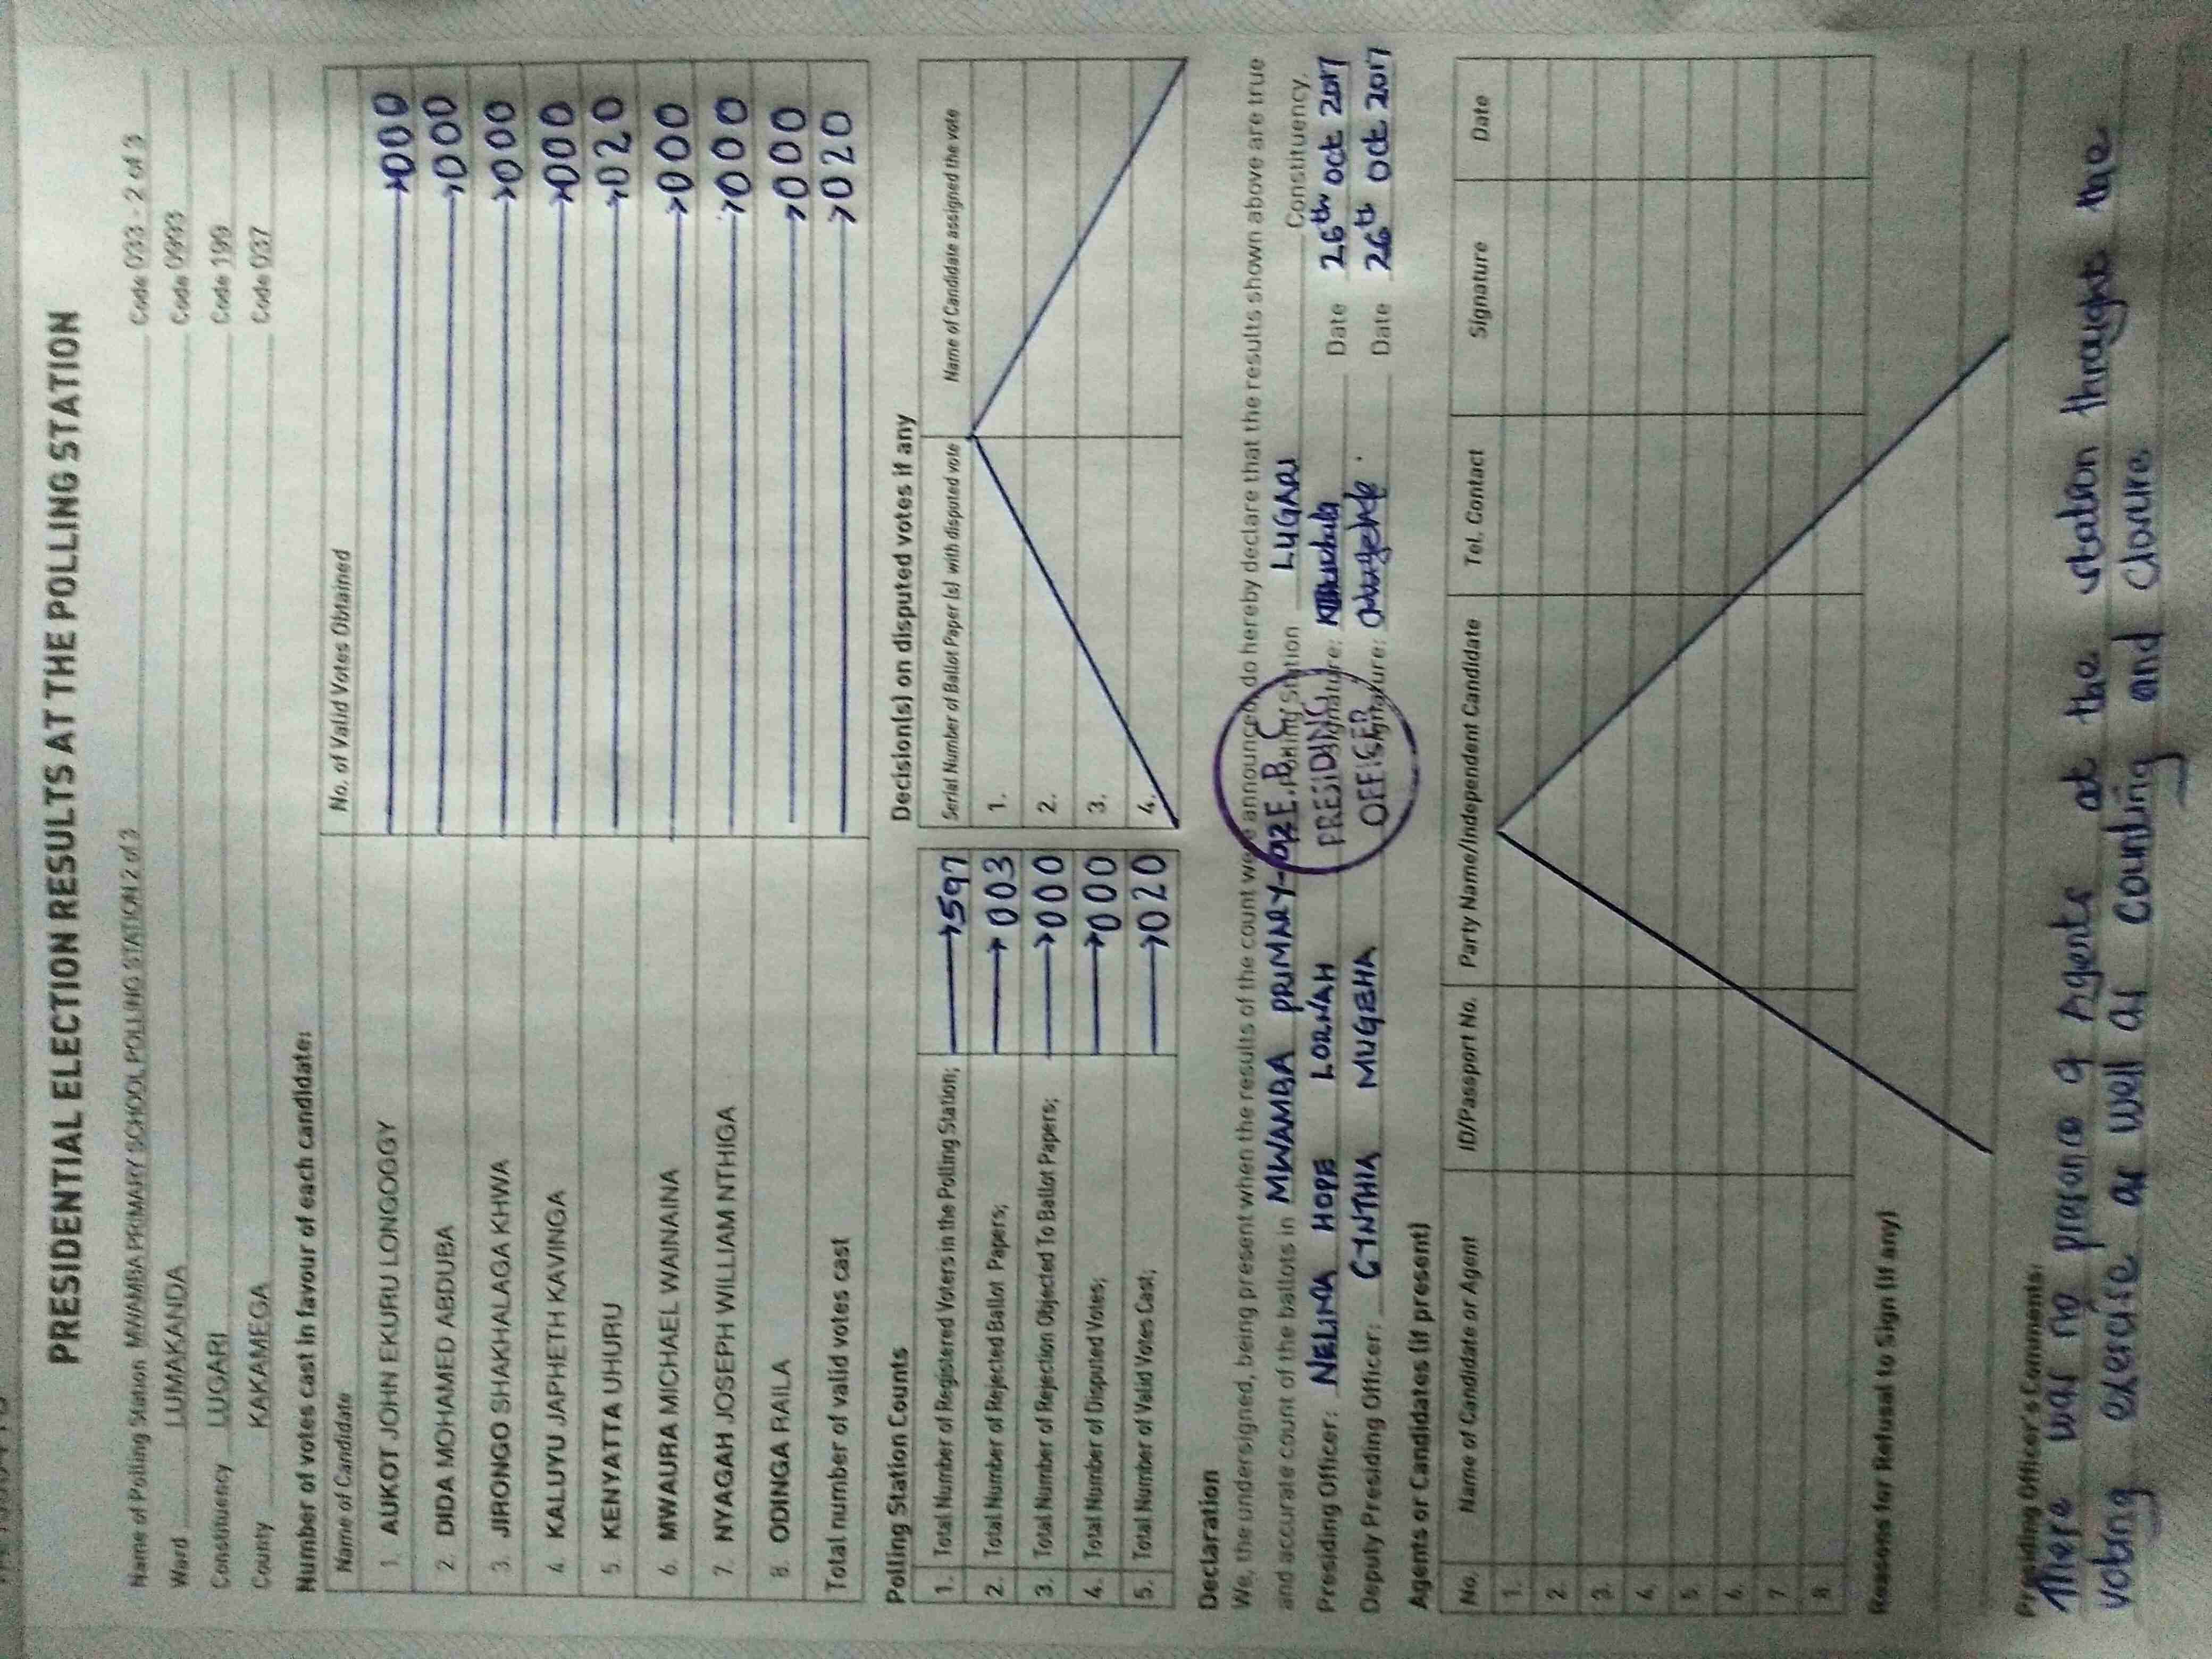 PRESIDENTIAL ELECTION RESULTS AT THE POLLING STATION
Name of Polling Station MWAMBA PRIMARY SCHOOL POLLING STATION 2 of 3 Code 033 - 2 of 3
Ward LUMAKANDA Code 0993
Constituency LUGARI Code 199
County KAKAMEGA Code 037
Number of votes cast in favour of each candidate:
Name of Candidate No. of Valid Votes Obtained
1. AUKOT JOHN EKURU LONGOGGY 000
2. DIDA MOHAMED ABDUBA 000
3. JIRONGO SHAKHALAGA KHWA 000
4. KALUYU JAPHETH KAVINGA 000
5. KENYATTA UHURU 020
6. MWAURA MICHAEL WAINAINA 000
7. NYAGAH JOSEPH WILLIAM NTHIGA 000
8. ODINGA RAILA 000
Total number of valid votes cast 020
Polling Station Counts
1. Total Number of Registered Voters in the Polling Station; 597
2. Total Number of Rejected Ballot Papers; 003
3. Total Number of Rejection Objected To Ballot Papers; 000
4. Total Number of Disputed Votes; 000
5. Total Number of Valid Votes Cast; 020
Decision(s) on disputed votes if any
Serial Number of Ballot Paper (s) with disputed vote Name of Candidate assigned the vote
1.
2.
3.
4.
Declaration
We, the undersigned, being present when the results of the count were announced, do hereby declare that the results shown above are true
and accurate count of the ballots in MWAMBA PRIMARY Polling Station LUGARI Constituency.
Presiding Officer: NELIMA HOPE LORNAH Signature: Date 26th oct 2017
Deputy Presiding Officer: CYNTHIA MUGEHA Signature: Date 26th oct 2017
PRESIDING
OFFICER
Agents or Candidates (if present)
No. Name of Candidate or Agent ID/Passport No. Party Name/Independent Candidate Tel. Contact Signature Date
1.
2.
3.
4.
5.
6.
7.
8.
Reasons for Refusal to Sign (if any)
Presiding Officer's Comments:
There was no presence of Agents at the station throught the
voting exercise as well as counting and closure